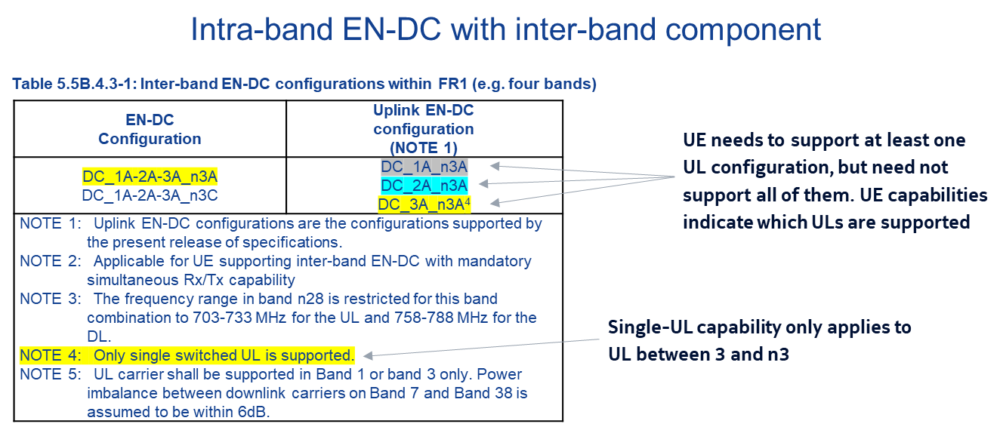 Intra-band EN-DC with inter-band component
Table 5.5B.4.3-1: Inter-band EN-DC configurations within FR1 (e.g. four bands)
EN-DC
Configuration
Uplink EN-DC
configuration
(NOTE 1)
DC_1A-2A-3A_n3A
DC_1A-2A-3A_n3C
DC_1A_n3A
DC_2A_n3A
DC_3A_n3A⁴
NOTE 1: Uplink EN-DC configurations are the configurations supported by
the present release of specifications.
NOTE 2: Applicable for UE supporting inter-band EN-DC with mandatory
simultaneous Rx/Tx capability
NOTE 3: The frequency range in band n28 is restricted for this band
combination to 703-733 MHz for the UL and 758-788 MHz for the
DL.
NOTE 4: Only single switched UL is supported.
NOTE 5: UL carrier shall be supported in Band 1 or band 3 only. Power
imbalance between downlink carriers on Band 7 and Band 38 is
assumed to be within 6dB.
UE needs to support at least one
UL configuration, but need not
support all of them. UE capabilities
indicate which ULs are supported
Single-UL capability only applies to
UL between 3 and n3